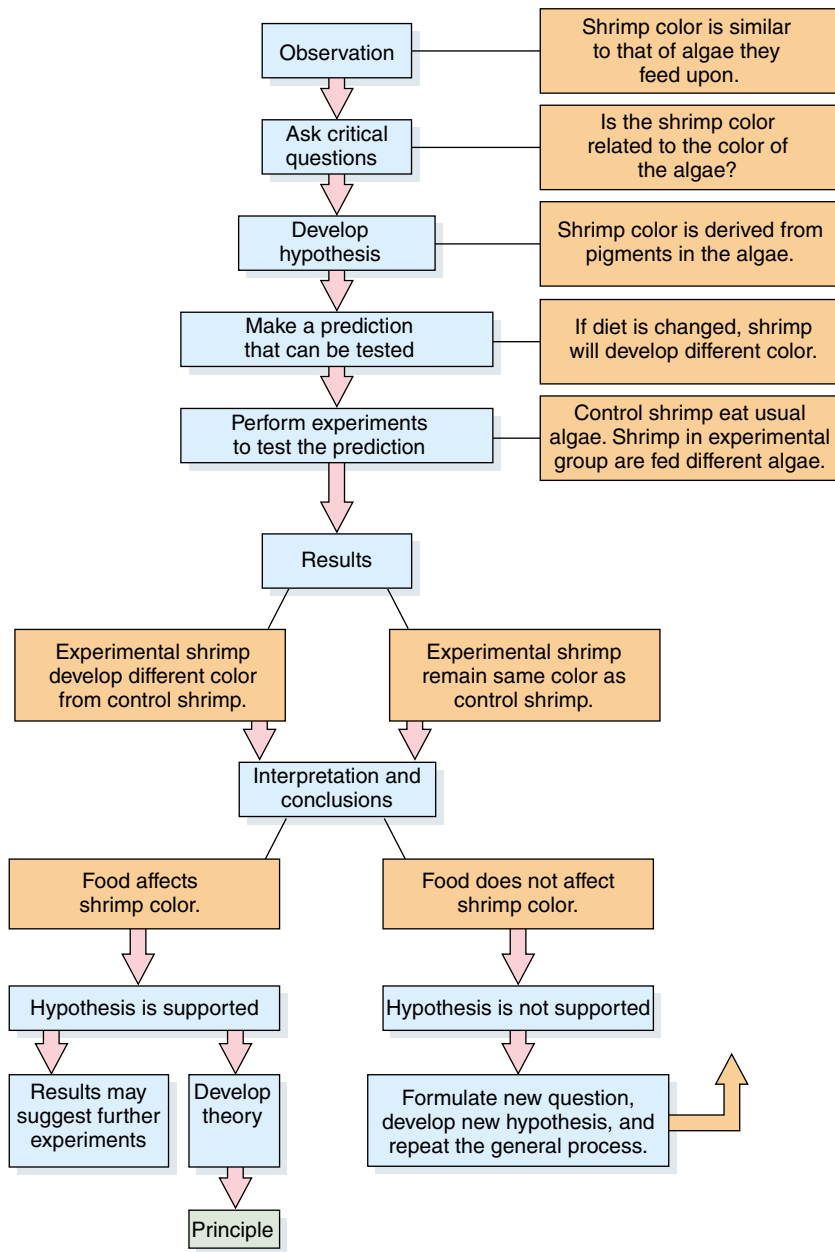 Observation
Shrimp color is similar
to that of algae they
feed upon.
Ask critical
questions
Is the shrimp color
related to the color of
the algae?
Develop
hypothesis
Shrimp color is derived from
pigments in the algae.
Make a prediction
that can be tested
If diet is changed, shrimp
will develop different color.
Perform experiments
to test the prediction
Control shrimp eat usual
algae. Shrimp in experimental
group are fed different algae.
Results
Experimental shrimp
develop different color
from control shrimp.
Experimental shrimp
remain same color as
control shrimp.
Interpretation and
conclusions
Food affects
shrimp color.
Food does not affect
shrimp color.
Hypothesis is supported
Hypothesis is not supported
Results may
suggest further
experiments
Develop
theory
Formulate new question,
develop new hypothesis, and
repeat the general process.
Principle